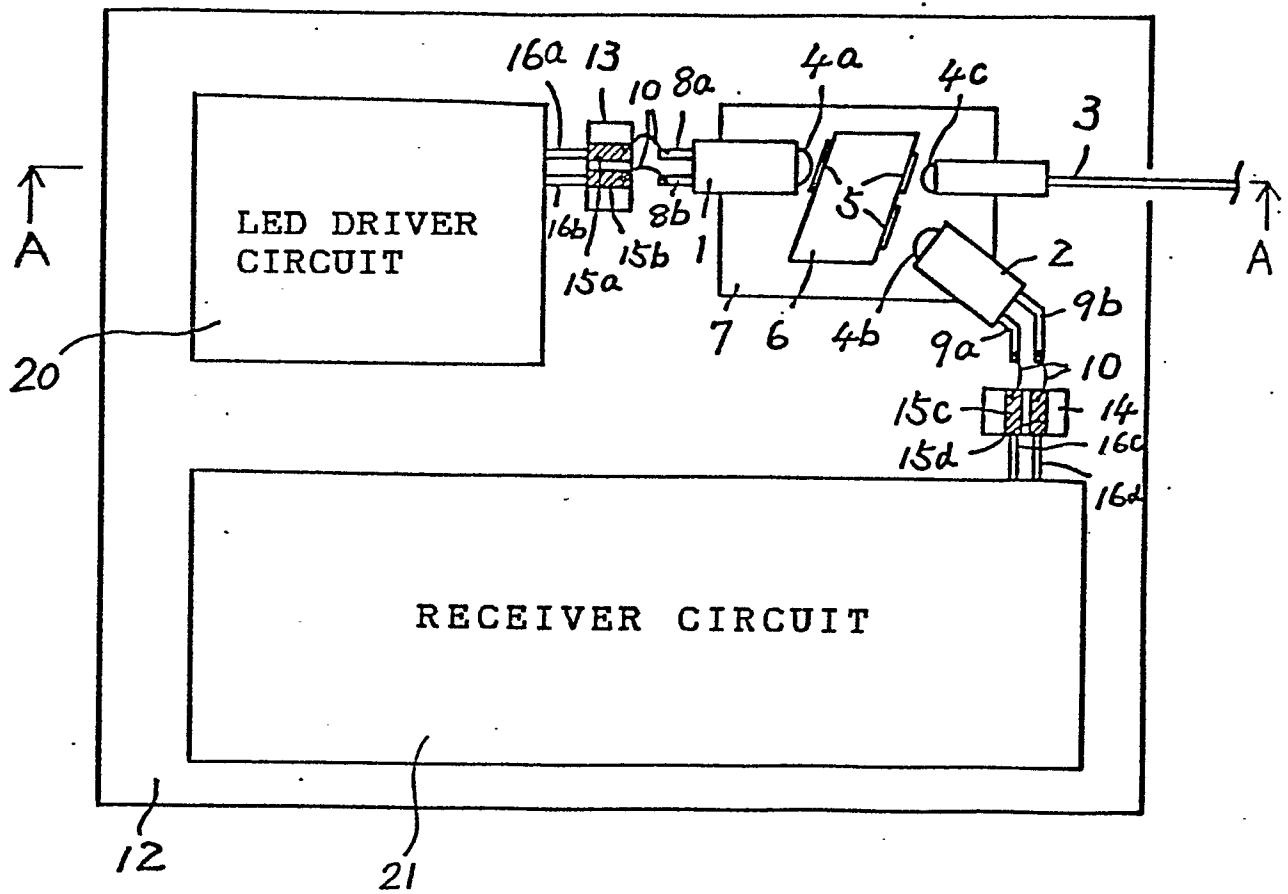 16a 13 10 8a 4a 4c 3
A
LED DRIVER
CIRCUIT
16b 15a 15b 8b 1 5
7 6 4b 9a 9b 2
A
20
10
15c 14
15d 16c
16d
RECEIVER CIRCUIT
12
21